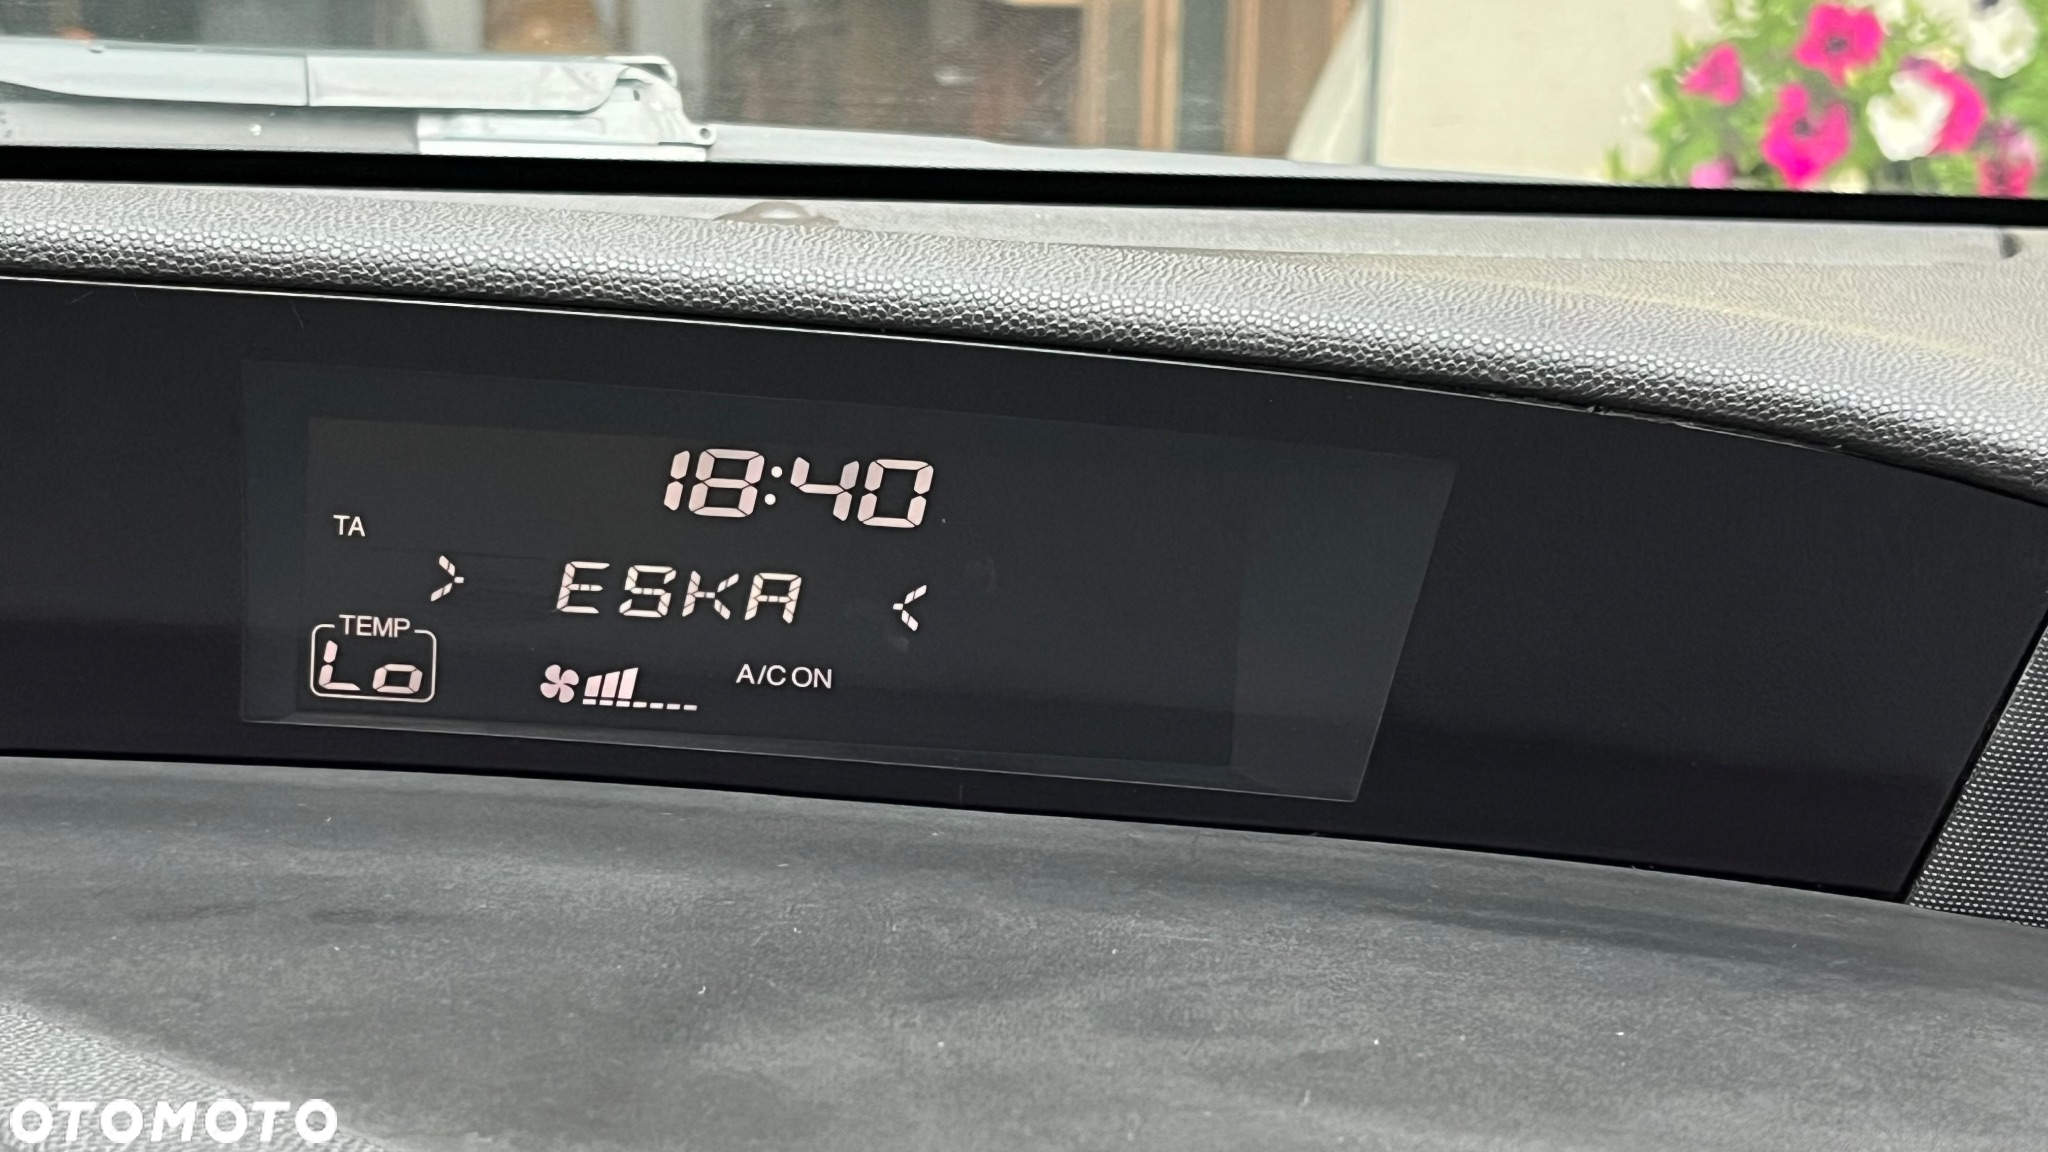 18:40
TA
> ESKA <
TEMP
Lo
A/C ON
OTOMOTO